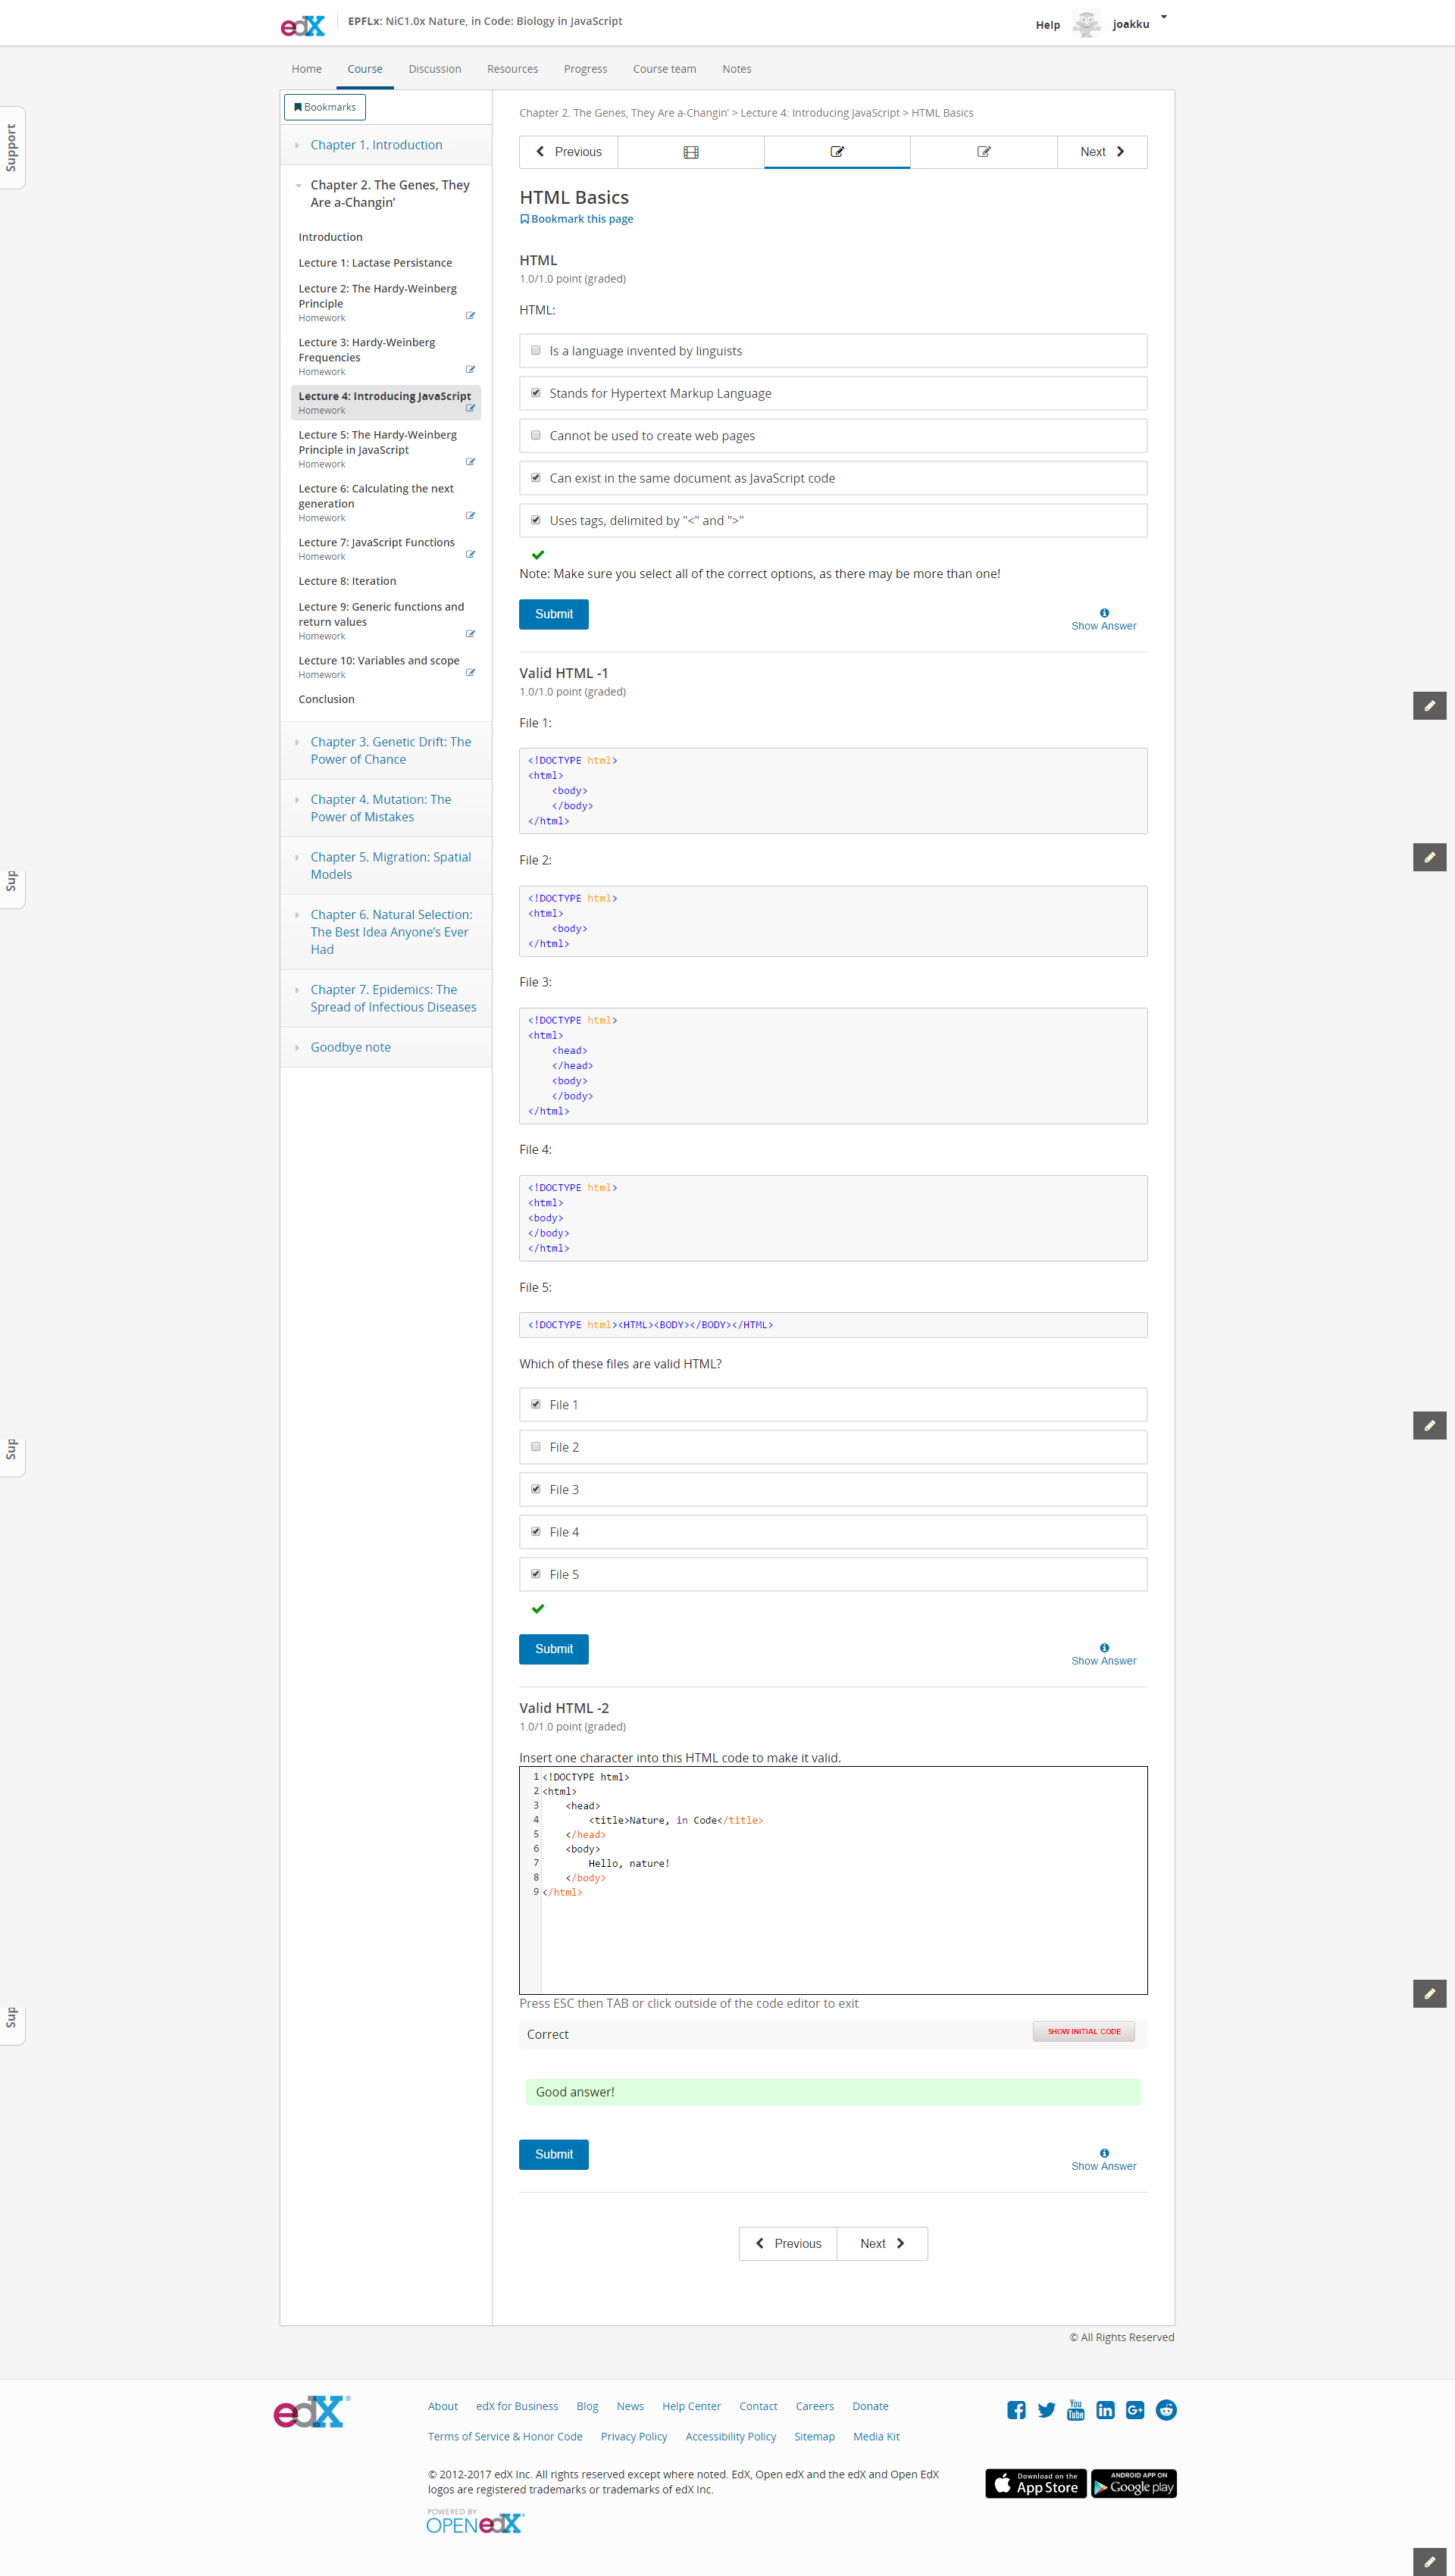 edX
EPFLx: NiC1.0x Nature, in Code: Biology in JavaScript
Help
joakku
Home
Course
Discussion
Resources
Progress
Course team
Notes
Support
Bookmarks
Chapter 1. Introduction
Chapter 2. The Genes, They
Are a-Changin’
Introduction
Lecture 1: Lactase Persistance
Lecture 2: The Hardy-Weinberg
Principle
Homework
Lecture 3: Hardy-Weinberg
Frequencies
Homework
Lecture 4: Introducing JavaScript
Homework
Lecture 5: The Hardy-Weinberg
Principle in JavaScript
Homework
Lecture 6: Calculating the next
generation
Homework
Lecture 7: JavaScript Functions
Homework
Lecture 8: Iteration
Lecture 9: Generic functions and
return values
Homework
Lecture 10: Variables and scope
Homework
Conclusion
Chapter 3. Genetic Drift: The
Power of Chance
Chapter 4. Mutation: The
Power of Mistakes
Chapter 5. Migration: Spatial
Models
Chapter 6. Natural Selection:
The Best Idea Anyone’s Ever
Had
Chapter 7. Epidemics: The
Spread of Infectious Diseases
Goodbye note
Sup
Sup
Sup
Chapter 2. The Genes, They Are a-Changin’ > Lecture 4: Introducing JavaScript > HTML Basics
Previous
Next
HTML Basics
Bookmark this page
HTML
1.0/1.0 point (graded)
HTML:
Is a language invented by linguists
Stands for Hypertext Markup Language
Cannot be used to create web pages
Can exist in the same document as JavaScript code
Uses tags, delimited by "<" and ">"
Note: Make sure you select all of the correct options, as there may be more than one!
Submit
Show Answer
Valid HTML -1
1.0/1.0 point (graded)
File 1:
<!DOCTYPE html>
<html>
<body>
</body>
</html>
File 2:
<!DOCTYPE html>
<html>
<body>
</html>
File 3:
<!DOCTYPE html>
<html>
<head>
</head>
<body>
</body>
</html>
File 4:
<!DOCTYPE html>
<html>
<body>
</body>
</html>
File 5:
<!DOCTYPE html><HTML><BODY></BODY></HTML>
Which of these files are valid HTML?
File 1
File 2
File 3
File 4
File 5
Submit
Show Answer
Valid HTML -2
1.0/1.0 point (graded)
Insert one character into this HTML code to make it valid.
1 <!DOCTYPE html>
2 <html>
3 <head>
4 <title>Nature, in Code</title>
5 </head>
6 <body>
7 Hello, nature!
8 </body>
9 </html>
Press ESC then TAB or click outside of the code editor to exit
Correct
SHOW INITIAL CODE
Good answer!
Submit
Show Answer
Previous
Next
© All Rights Reserved
edX
About
edX for Business
Blog
News
Help Center
Contact
Careers
Donate
You
Tube
in
G+
Terms of Service & Honor Code
Privacy Policy
Accessibility Policy
Sitemap
Media Kit
© 2012-2017 edX Inc. All rights reserved except where noted. EdX, Open edX and the edX and Open EdX
logos are registered trademarks or trademarks of edX Inc.
Download on the
App Store
ANDROID APP ON
Google play
POWERED BY
OPEN edX